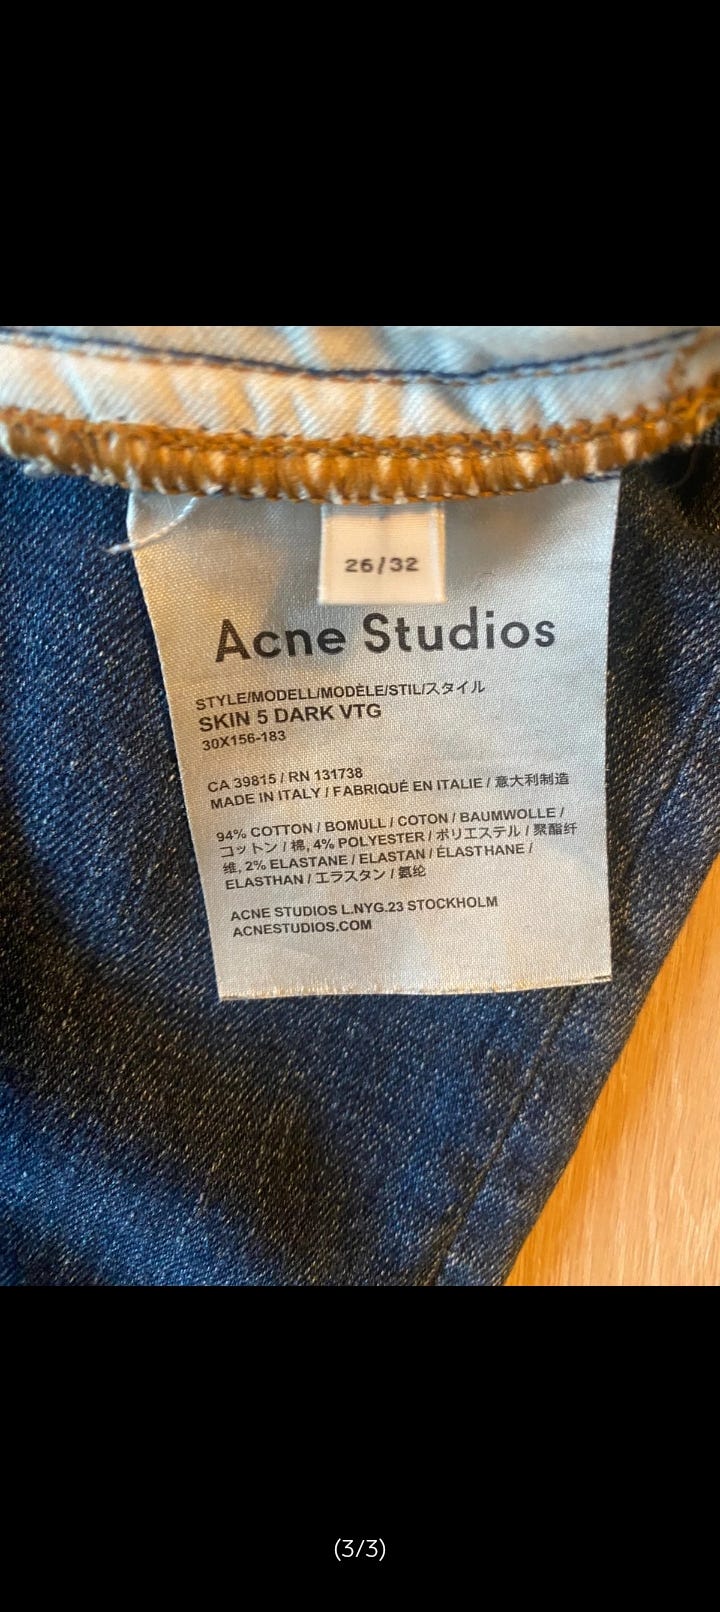 26/32
Acne Studios
STYLE/MODELL/MODÈLE/STIL/スタイル
SKIN 5 DARK VTG
30X156-183
CA 39815 / RN 131738
MADE IN ITALY / FABRIQUÉ EN ITALIE / 意大利制造
94% COTTON / BOMULL / COTON / BAUMWOLLE /
コットン / 棉, 4% POLYESTER / ポリエステル / 聚酯纤
维, 2% ELASTANE / ELASTAN / ÉLASTHANE /
ELASTHAN / エラスタン / 氨纶
ACNE STUDIOS L.NYG.23 STOCKHOLM
ACNESTUDIOS.COM
(3/3)